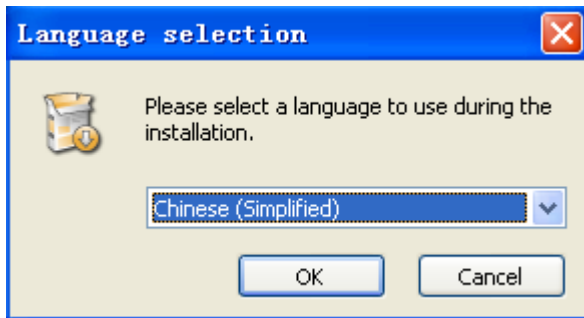 Language selection
Please select a language to use during the
installation.
Chinese (Simplified)
OK
Cancel